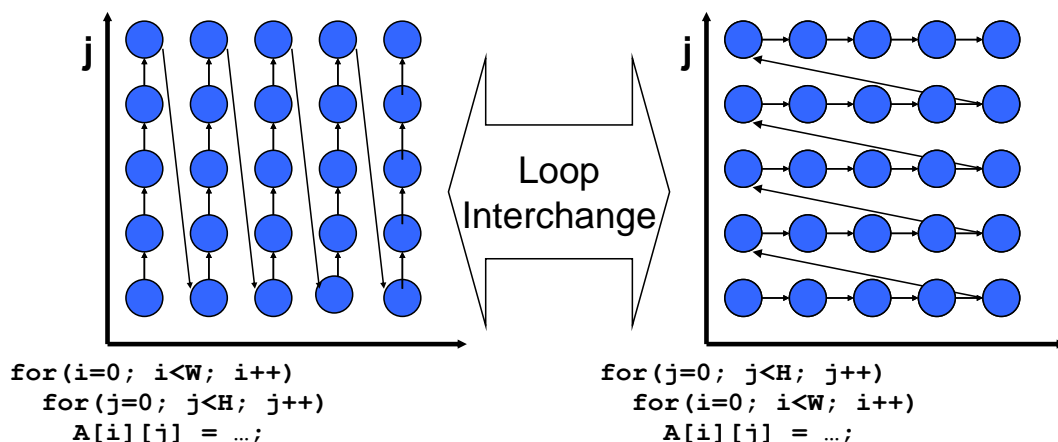 j
j
Loop
Interchange
for(i=0; i<W; i++)
for(j=0; j<H; j++)
A[i][j] = …;
for(j=0; j<H; j++)
for(i=0; i<W; i++)
A[i][j] = …;